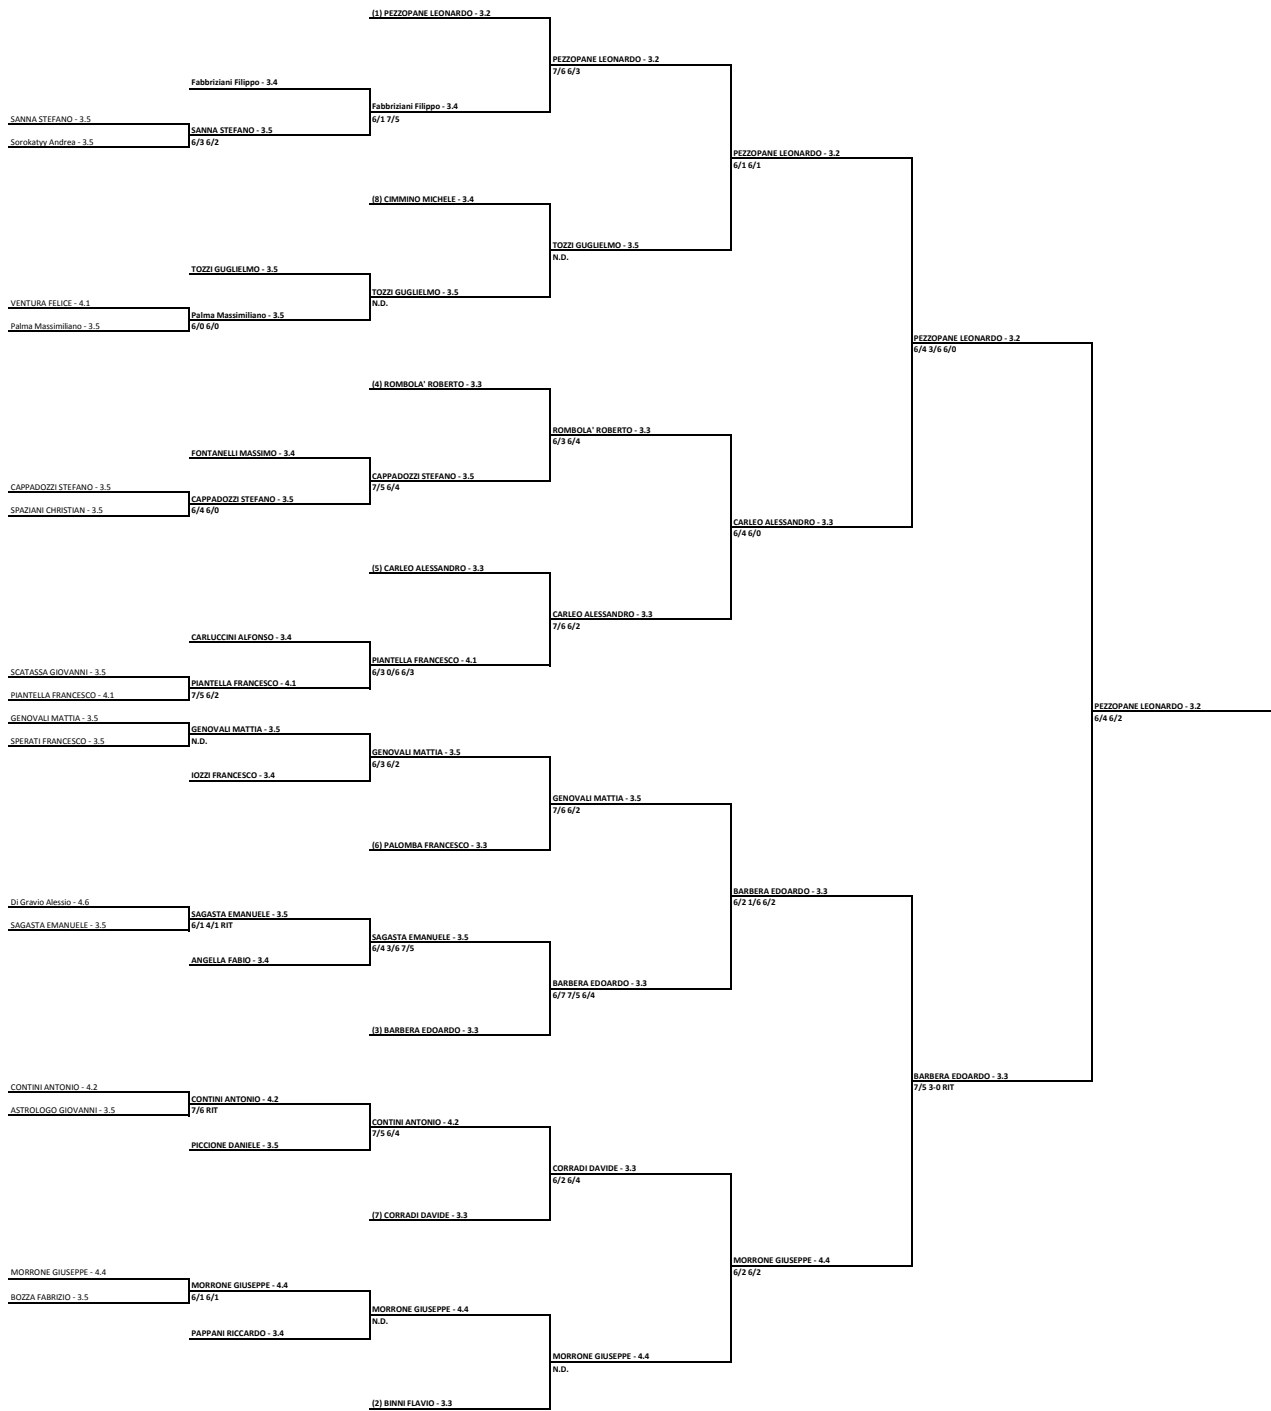 (1) PEZZOPANE LEONARDO - 3.2
PEZZOPANE LEONARDO - 3.2
7/6 6/3
Fabbriziani Filippo - 3.4
Fabbriziani Filippo - 3.4
6/1 7/5
SANNA STEFANO - 3.5
SANNA STEFANO - 3.5
6/3 6/2
Sorokatyy Andrea - 3.5
PEZZOPANE LEONARDO - 3.2
6/1 6/1
(8) CIMMINO MICHELE - 3.4
TOZZI GUGLIELMO - 3.5
N.D.
TOZZI GUGLIELMO - 3.5
TOZZI GUGLIELMO - 3.5
N.D.
VENTURA FELICE - 4.1
Palma Massimiliano - 3.5
6/0 6/0
Palma Massimiliano - 3.5
PEZZOPANE LEONARDO - 3.2
6/4 3/6 6/0
(4) ROMBOLA' ROBERTO - 3.3
ROMBOLA' ROBERTO - 3.3
6/3 6/4
FONTANELLI MASSIMO - 3.4
CAPPADOZZI STEFANO - 3.5
7/5 6/4
CAPPADOZZI STEFANO - 3.5
CAPPADOZZI STEFANO - 3.5
6/4 6/0
SPAZIANI CHRISTIAN - 3.5
CARLEO ALESSANDRO - 3.3
6/4 6/0
(5) CARLEO ALESSANDRO - 3.3
CARLEO ALESSANDRO - 3.3
7/6 6/2
CARLUCCINI ALFONSO - 3.4
PIANTELLA FRANCESCO - 4.1
6/3 0/6 6/3
SCATASSA GIOVANNI - 3.5
PIANTELLA FRANCESCO - 4.1
7/5 6/2
PIANTELLA FRANCESCO - 4.1
PEZZOPANE LEONARDO - 3.2
6/4 6/2
GENOVALI MATTIA - 3.5
GENOVALI MATTIA - 3.5
N.D.
SPERATI FRANCESCO - 3.5
GENOVALI MATTIA - 3.5
6/3 6/2
IOZZI FRANCESCO - 3.4
GENOVALI MATTIA - 3.5
7/6 6/2
(6) PALOMBA FRANCESCO - 3.3
BARBERA EDOARDO - 3.3
6/2 1/6 6/2
Di Gravio Alessio - 4.6
SAGASTA EMANUELE - 3.5
6/1 4/1 RIT
SAGASTA EMANUELE - 3.5
SAGASTA EMANUELE - 3.5
6/4 3/6 7/5
ANGELLA FABIO - 3.4
BARBERA EDOARDO - 3.3
6/7 7/5 6/4
(3) BARBERA EDOARDO - 3.3
BARBERA EDOARDO - 3.3
7/5 3-0 RIT
CONTINI ANTONIO - 4.2
CONTINI ANTONIO - 4.2
7/6 RIT
ASTROLOGO GIOVANNI - 3.5
CONTINI ANTONIO - 4.2
7/5 6/4
PICCIONE DANIELE - 3.5
CORRADI DAVIDE - 3.3
6/2 6/4
(7) CORRADI DAVIDE - 3.3
MORRONE GIUSEPPE - 4.4
6/2 6/2
MORRONE GIUSEPPE - 4.4
MORRONE GIUSEPPE - 4.4
6/1 6/1
BOZZA FABRIZIO - 3.5
MORRONE GIUSEPPE - 4.4
N.D.
PAPPANI RICCARDO - 3.4
MORRONE GIUSEPPE - 4.4
N.D.
(2) BINNI FLAVIO - 3.3